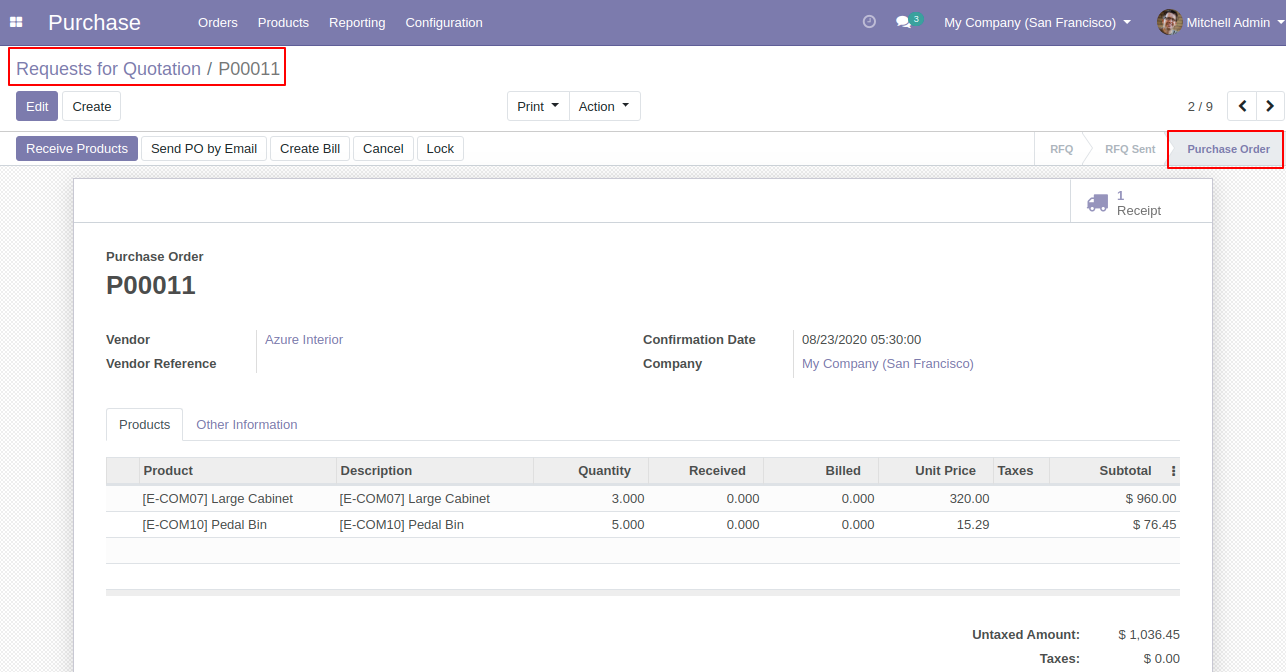 Purchase Orders Products Reporting Configuration 3 My Company (San Francisco) Mitchell Admin
Requests for Quotation / P00011
Edit Create Print Action 2 / 9
Receive Products Send PO by Email Create Bill Cancel Lock RFQ RFQ Sent Purchase Order
1
Receipt
Purchase Order
P00011
Vendor Azure Interior Confirmation Date 08/23/2020 05:30:00
Vendor Reference Company My Company (San Francisco)
Products Other Information
Product Description Quantity Received Billed Unit Price Taxes Subtotal
[E-COM07] Large Cabinet [E-COM07] Large Cabinet 3.000 0.000 0.000 320.00 $ 960.00
[E-COM10] Pedal Bin [E-COM10] Pedal Bin 5.000 0.000 0.000 15.29 $ 76.45
Untaxed Amount: $ 1,036.45
Taxes: $ 0.00